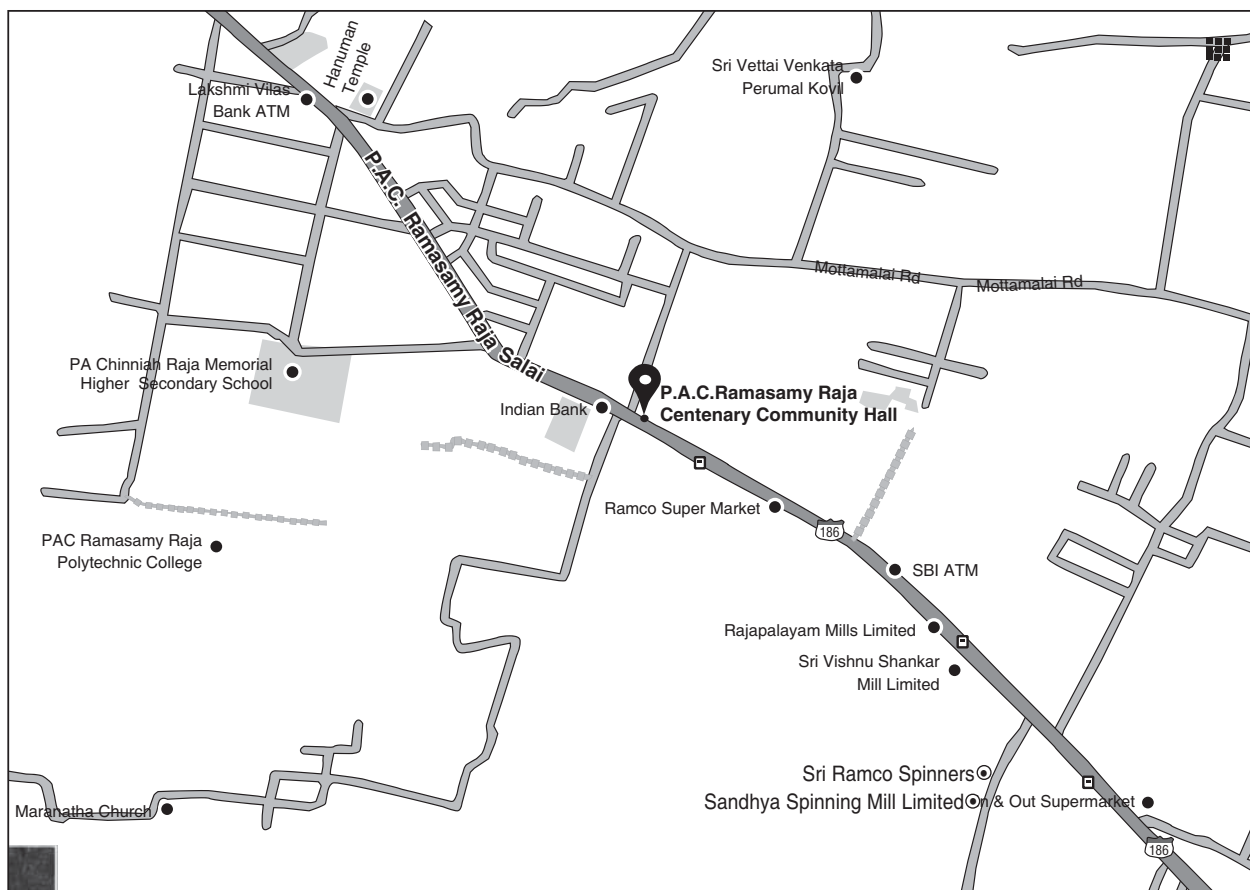 Hanuman
Temple
Lakshmi Vilas
Bank ATM
Sri Vettai Venkata
Perumal Kovil
P.A.C. Ramasamy Raja Salai
Mottamalai Rd
Mottamalai Rd
PA Chinniah Raja Memorial
Higher Secondary School
Indian Bank
P.A.C.Ramasamy Raja
Centenary Community Hall
Ramco Super Market
186
PAC Ramasamy Raja
Polytechnic College
SBI ATM
Rajapalayam Mills Limited
Sri Vishnu Shankar
Mill Limited
Sri Ramco Spinners
Sandhya Spinning Mill Limited
n & Out Supermarket
Maranatha Church
186